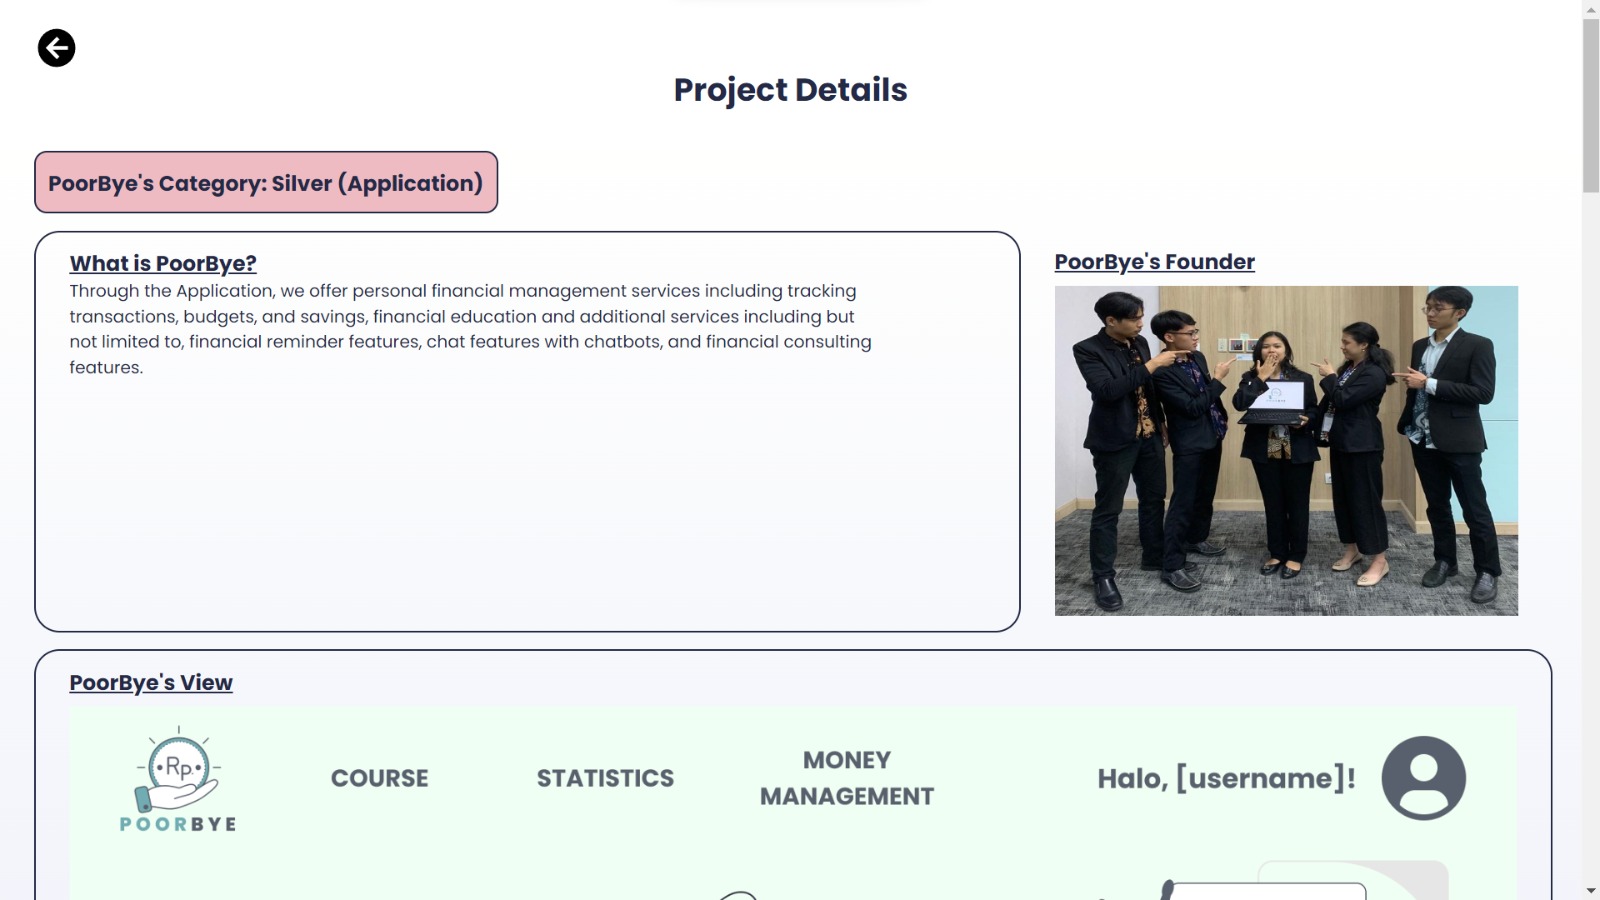 Project Details
PoorBye's Category: Silver (Application)
What is PoorBye?
Through the Application, we offer personal financial management services including tracking
transactions, budgets, and savings, financial education and additional services including but
not limited to, financial reminder features, chat features with chatbots, and financial consulting
features.
PoorBye's Founder
PoorBye's View
Rp.
POORBYE
COURSE
STATISTICS
MONEY
MANAGEMENT
Halo, [username]!